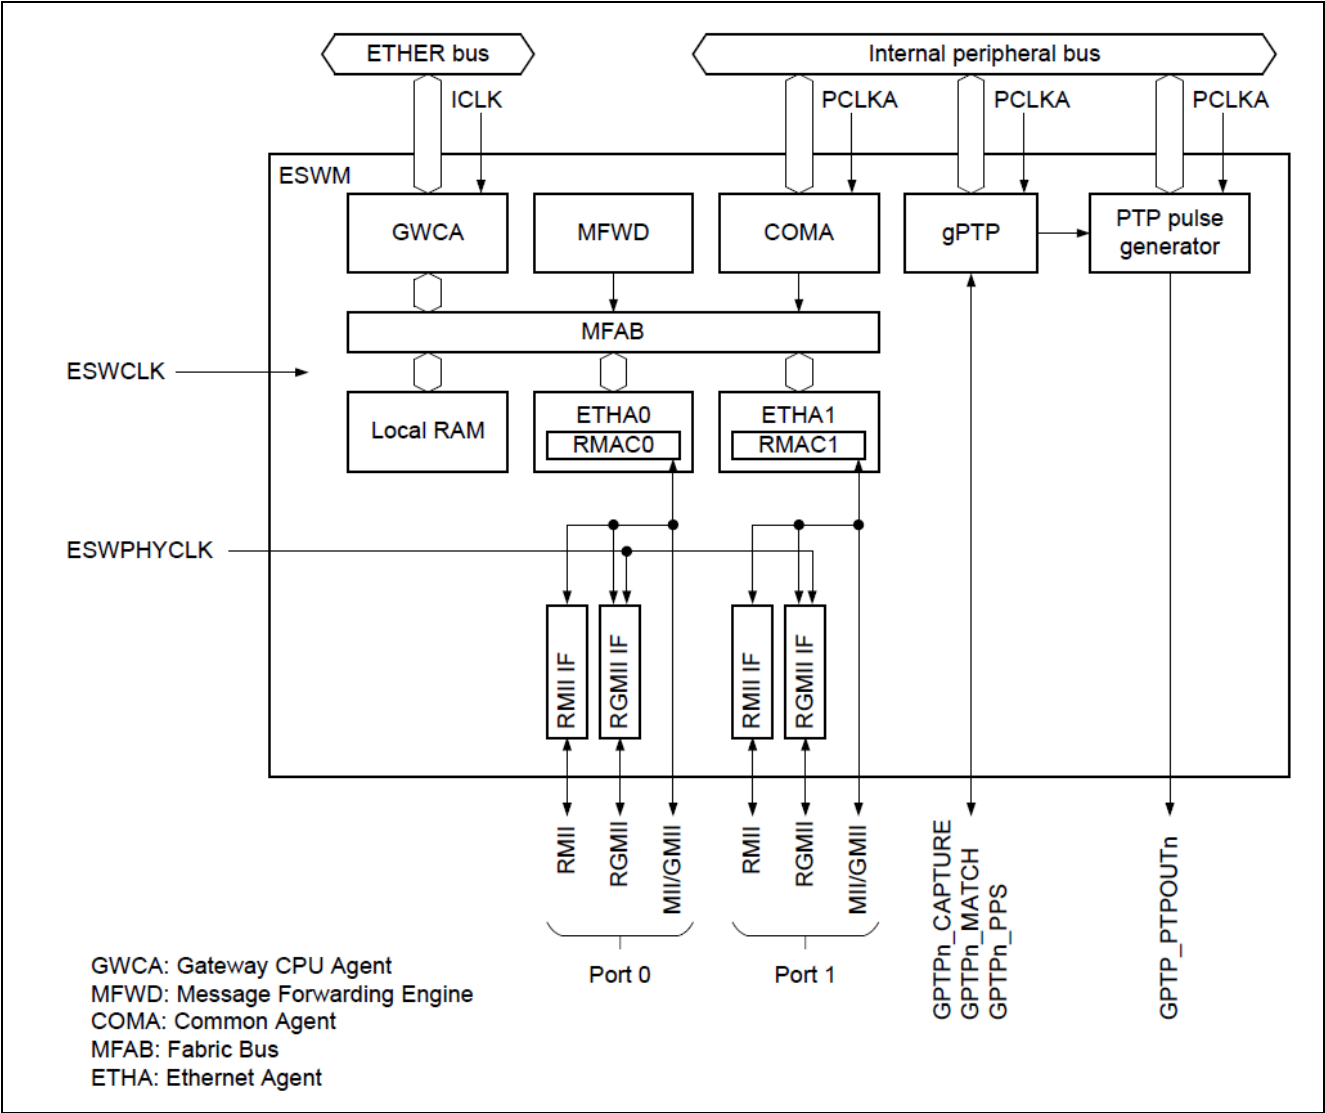 ETHER bus
Internal peripheral bus
ICLK
PCLKA
PCLKA
PCLKA
ESWM
GWCA
MFWD
COMA
gPTP
PTP pulse
generator
MFAB
ESWCLK
Local RAM
ETHA0
RMAC0
ETHA1
RMAC1
ESWPHYCLK
RMII IF
RGMII IF
RMII IF
RGMII IF
RMII
RGMII
MII/GMII
RMII
RGMII
MII/GMII
GPTPn_CAPTURE
GPTPn_MATCH
GPTPn_PPS
GPTP_PTPOUTn
Port 0
Port 1
GWCA: Gateway CPU Agent
MFWD: Message Forwarding Engine
COMA: Common Agent
MFAB: Fabric Bus
ETHA: Ethernet Agent